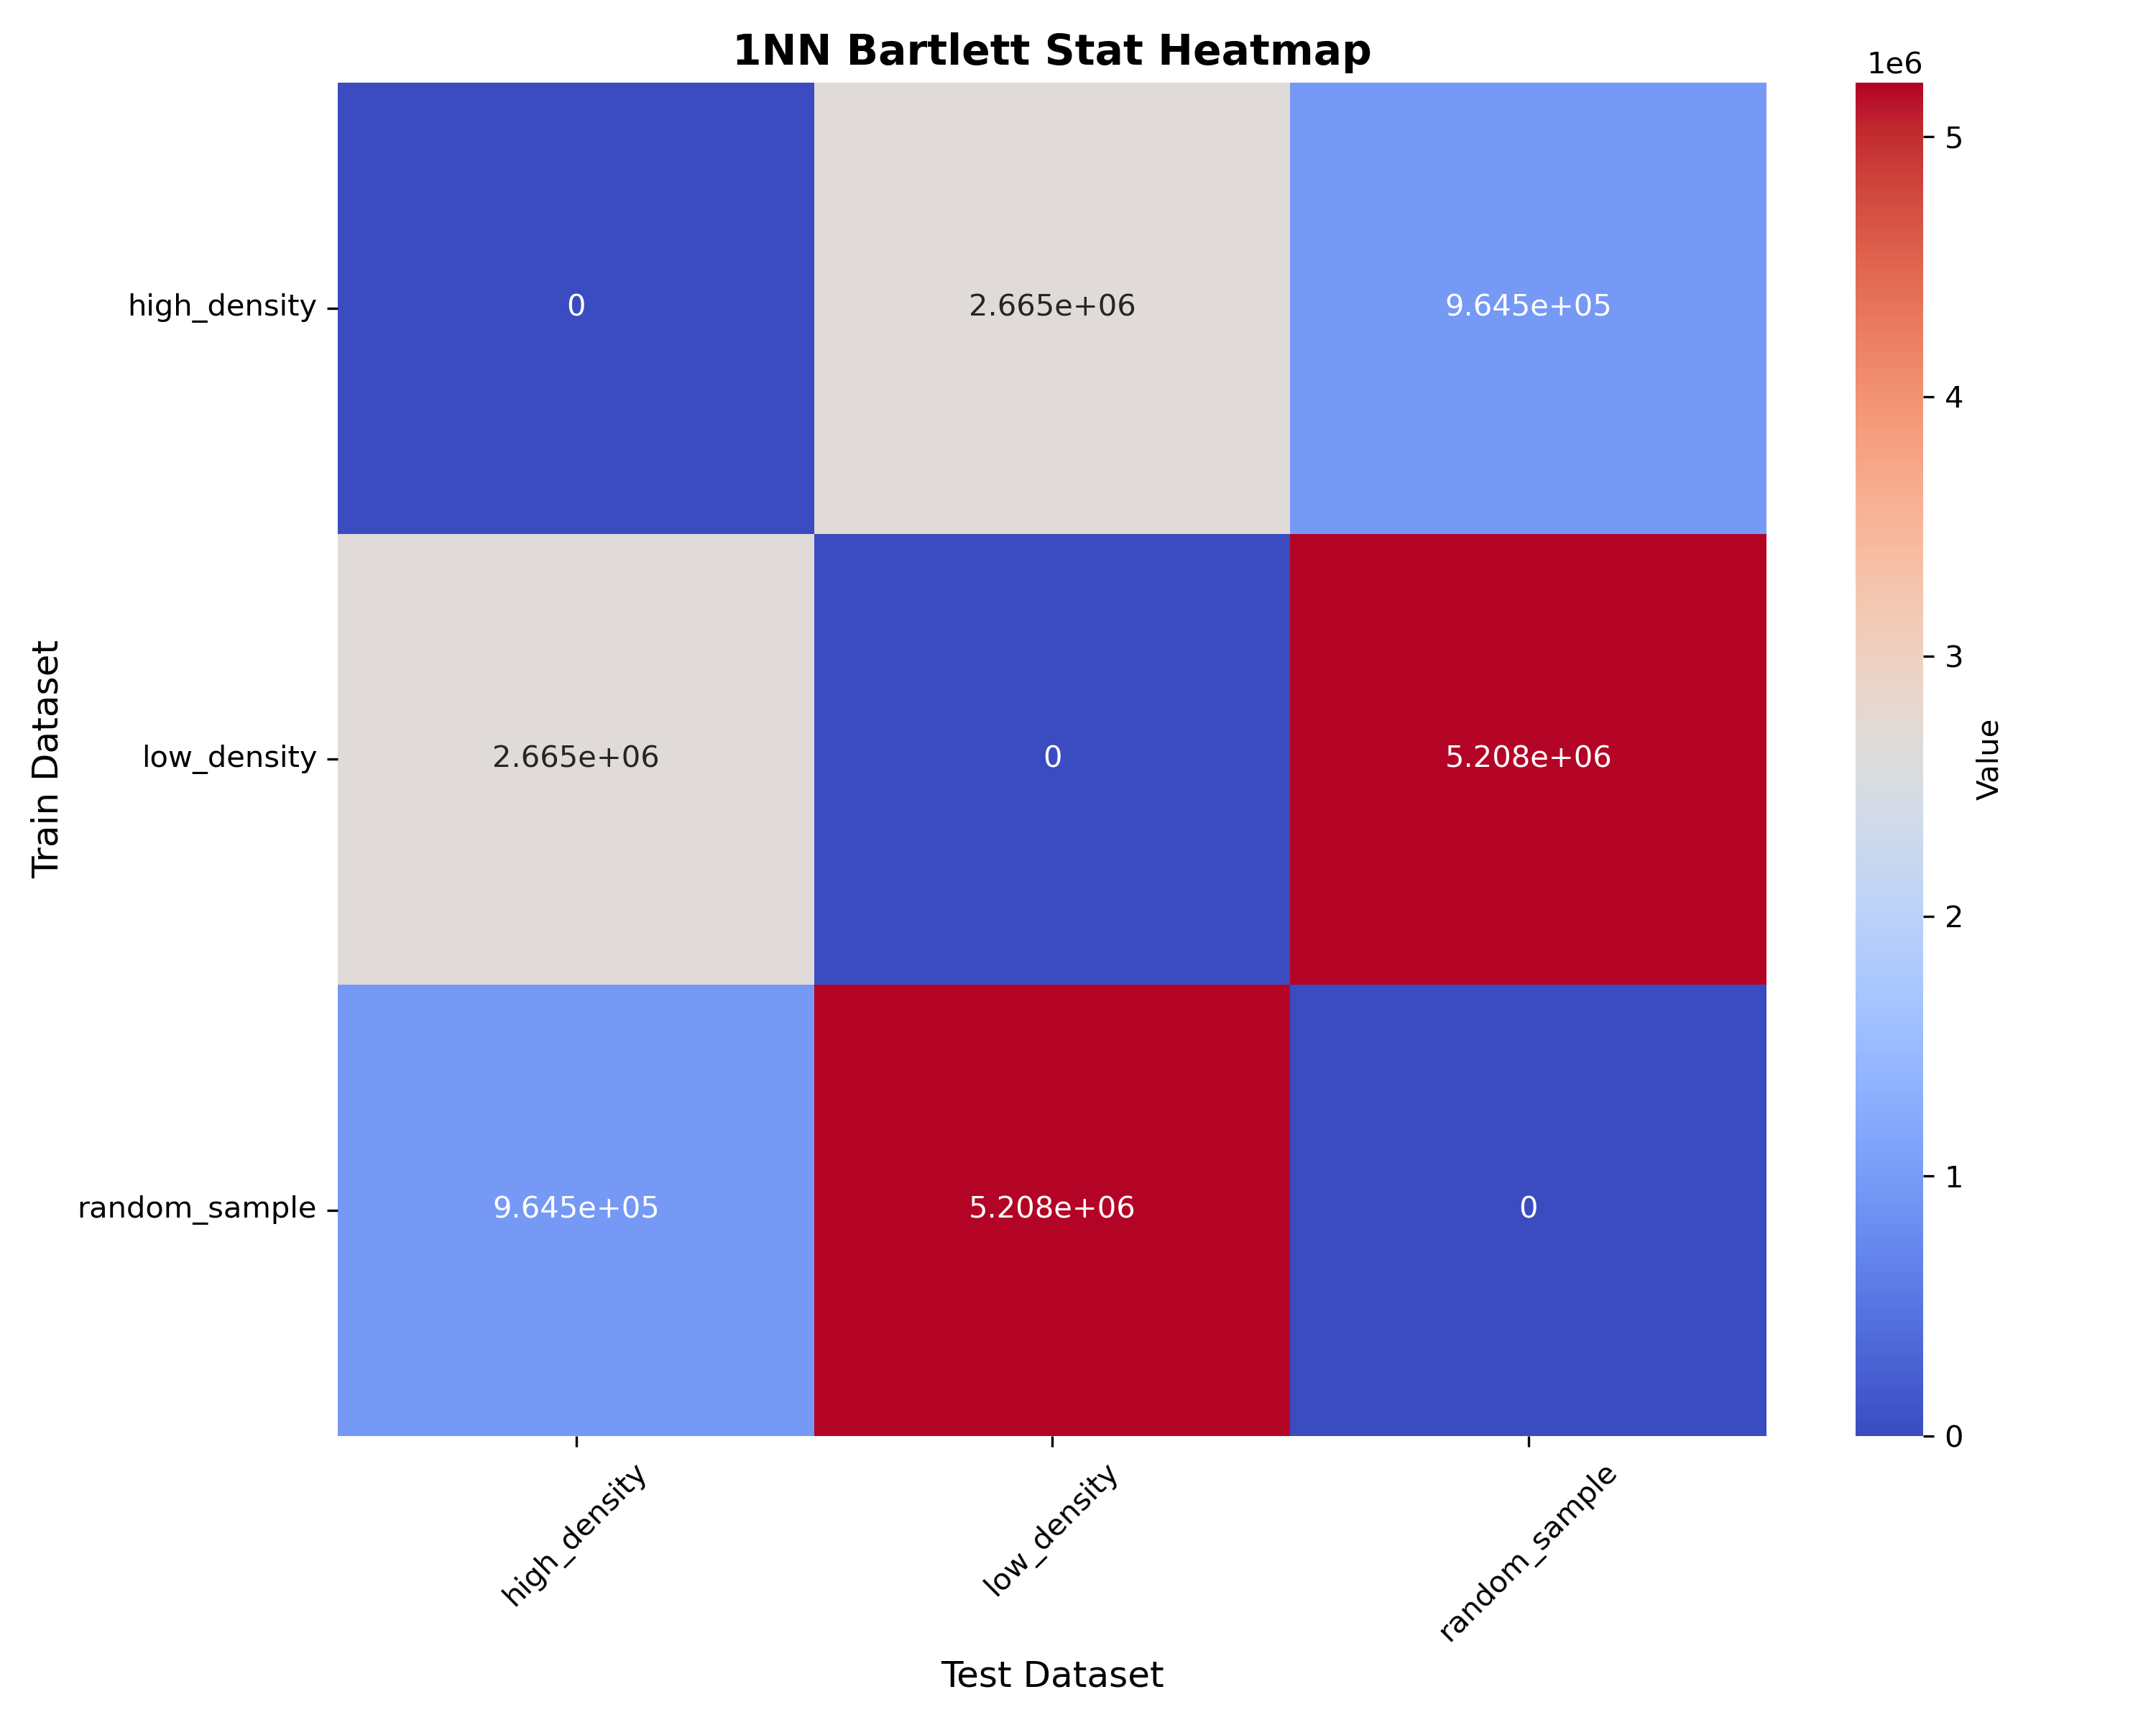 1NN Bartlett Stat Heatmap
1e6
high_density
0
2.665e+06
9.645e+05
low_density
2.665e+06
0
5.208e+06
random_sample
9.645e+05
5.208e+06
0
Train Dataset
high_density
low_density
random_sample
Test Dataset
5
4
3
2
1
0
Value